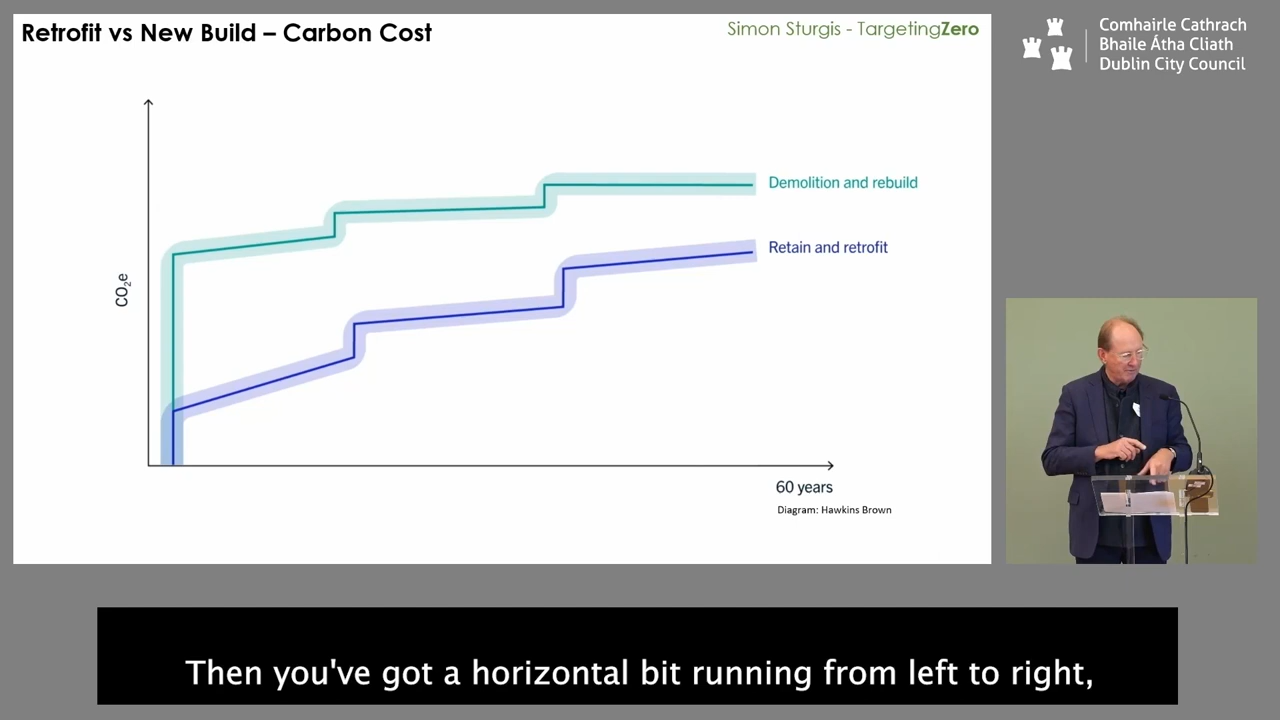 Retrofit vs New Build – Carbon Cost
Simon Sturgis - TargetingZero
Comhairle Cathrach
Bhaile Átha Cliath
Dublin City Council
Demolition and rebuild
Retain and retrofit
CO₂e
60 years
Diagram: Hawkins Brown
Then you've got a horizontal bit running from left to right,